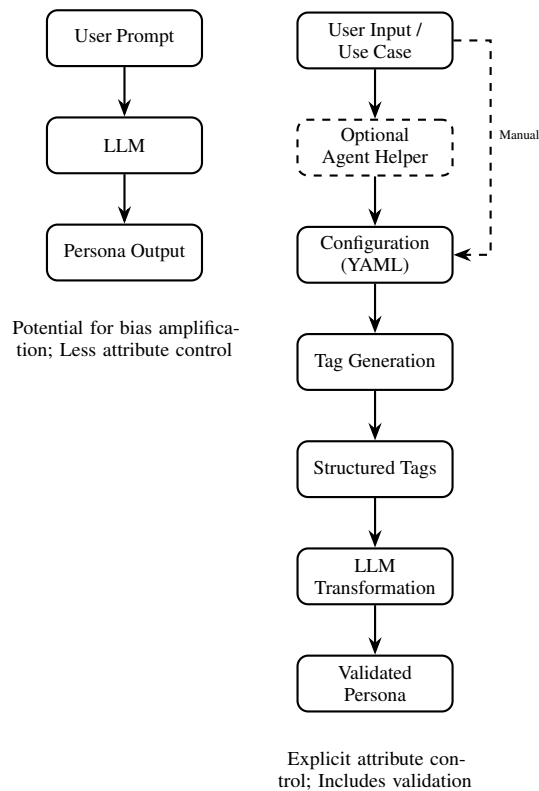 User Prompt
LLM
Persona Output
Potential for bias amplifica-
tion; Less attribute control
User Input /
Use Case
Manual
Optional
Agent Helper
Configuration
(YAML)
Tag Generation
Structured Tags
LLM
Transformation
Validated
Persona
Explicit attribute con-
trol; Includes validation